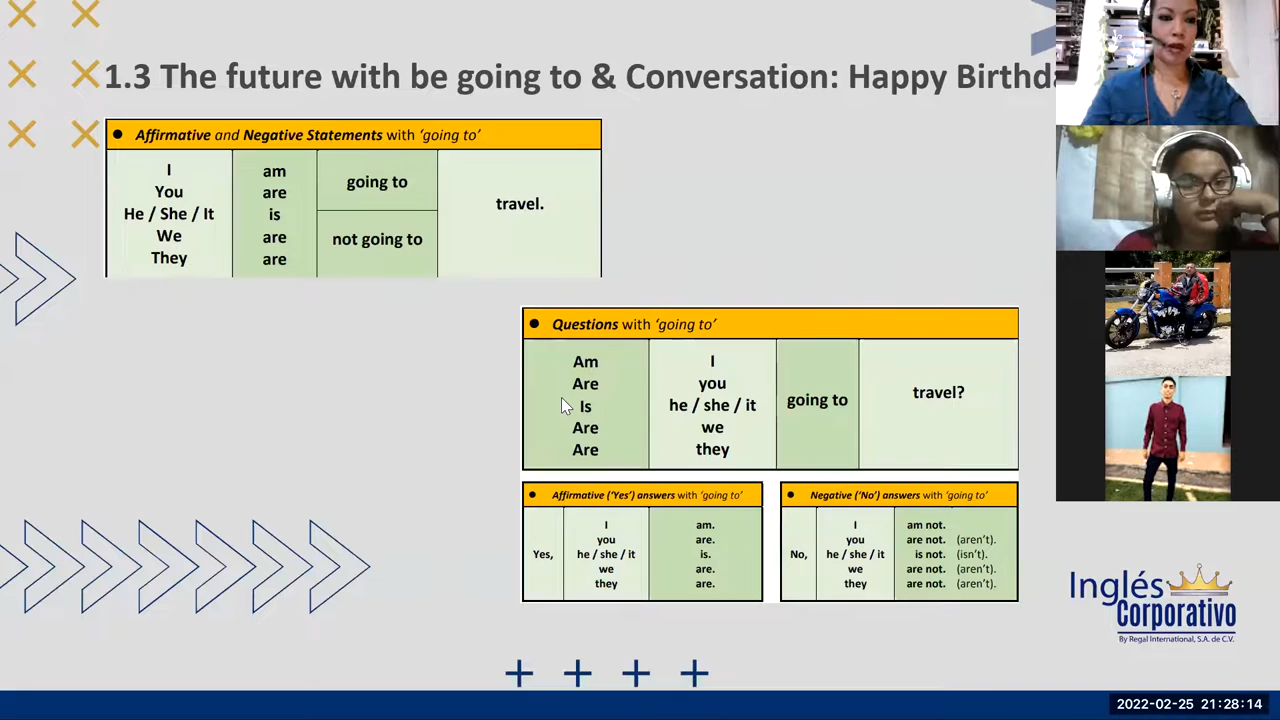 1.3 The future with be going to & Conversation: Happy Birthd
● Affirmative and Negative Statements with ‘going to’
I am going to travel.
You are
He / She / It is
We are not going to
They are
● Questions with ‘going to’
Am I going to travel?
Are you
Is he / she / it
Are we
Are they
● Affirmative (‘Yes’) answers with ‘going to’
Yes, I am.
you are.
he / she / it is.
we are.
they are.
● Negative (‘No’) answers with ‘going to’
No, I am not.
you are not. (aren’t).
he / she / it is not. (isn’t).
we are not. (aren’t).
they are not. (aren’t).
Inglés
Corporativo
By Regal International, S.A. de C.V.
2022-02-25 21:28:14